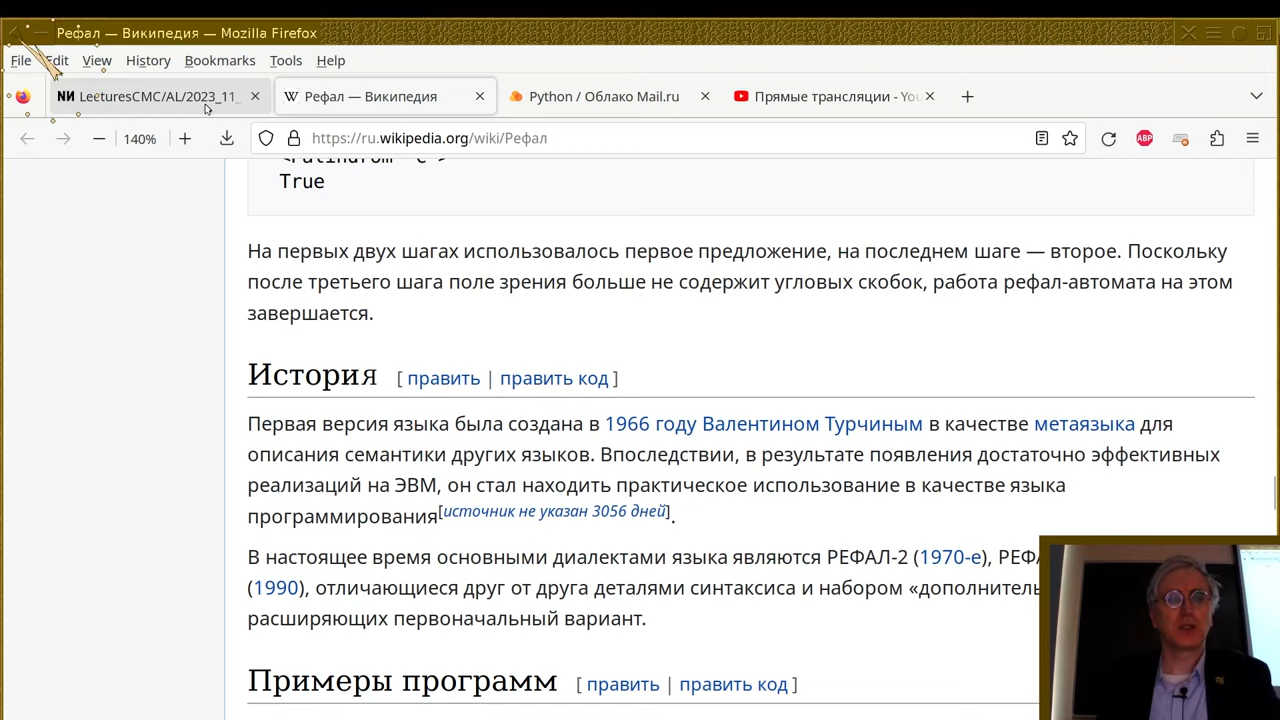 Рефал — Википедия — Mozilla Firefox
File Edit View History Bookmarks Tools Help
LecturesCMC/AL/2023_11_
Рефал — Википедия
Python / Облако Mail.ru
Прямые трансляции - You
140%
https://ru.wikipedia.org/wiki/Рефал
ABP
True
На первых двух шагах использовалось первое предложение, на последнем шаге — второе. Поскольку
после третьего шага поле зрения больше не содержит угловых скобок, работа рефал-автомата на этом
завершается.
История [ править | править код ]
Первая версия языка была создана в 1966 году Валентином Турчиным в качестве метаязыка для
описания семантики других языков. Впоследствии, в результате появления достаточно эффективных
реализаций на ЭВМ, он стал находить практическое использование в качестве языка
программирования[источник не указан 3056 дней].
В настоящее время основными диалектами языка являются РЕФАЛ-2 (1970-е), РЕФА
(1990), отличающиеся друг от друга деталями синтаксиса и набором «дополнитель
расширяющих первоначальный вариант.
Примеры программ [ править | править код ]